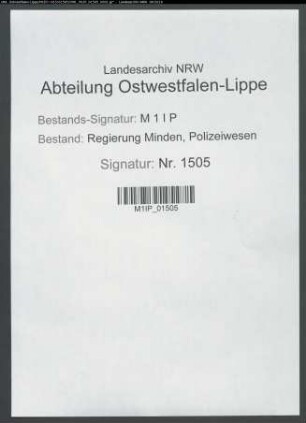 Landesarchiv NRW
Abteilung Ostwestfalen-Lippe
Bestands-Signatur: M 1 I P
Bestand: Regierung Minden, Polizeiwesen
Signatur: Nr. 1505
M1IP_01505